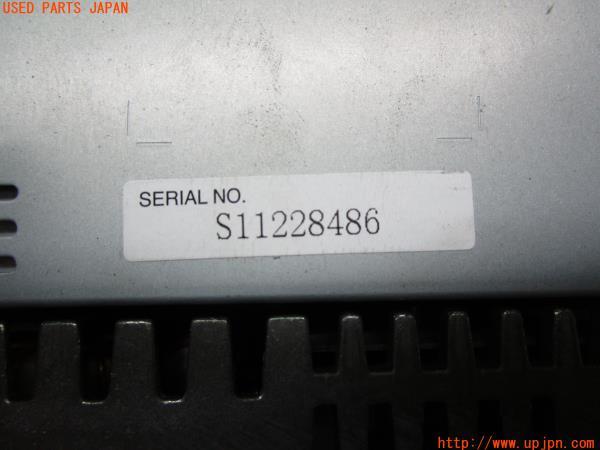 USED PARTS JAPAN
SERIAL NO.
S11228486
http://www.upjpn.com